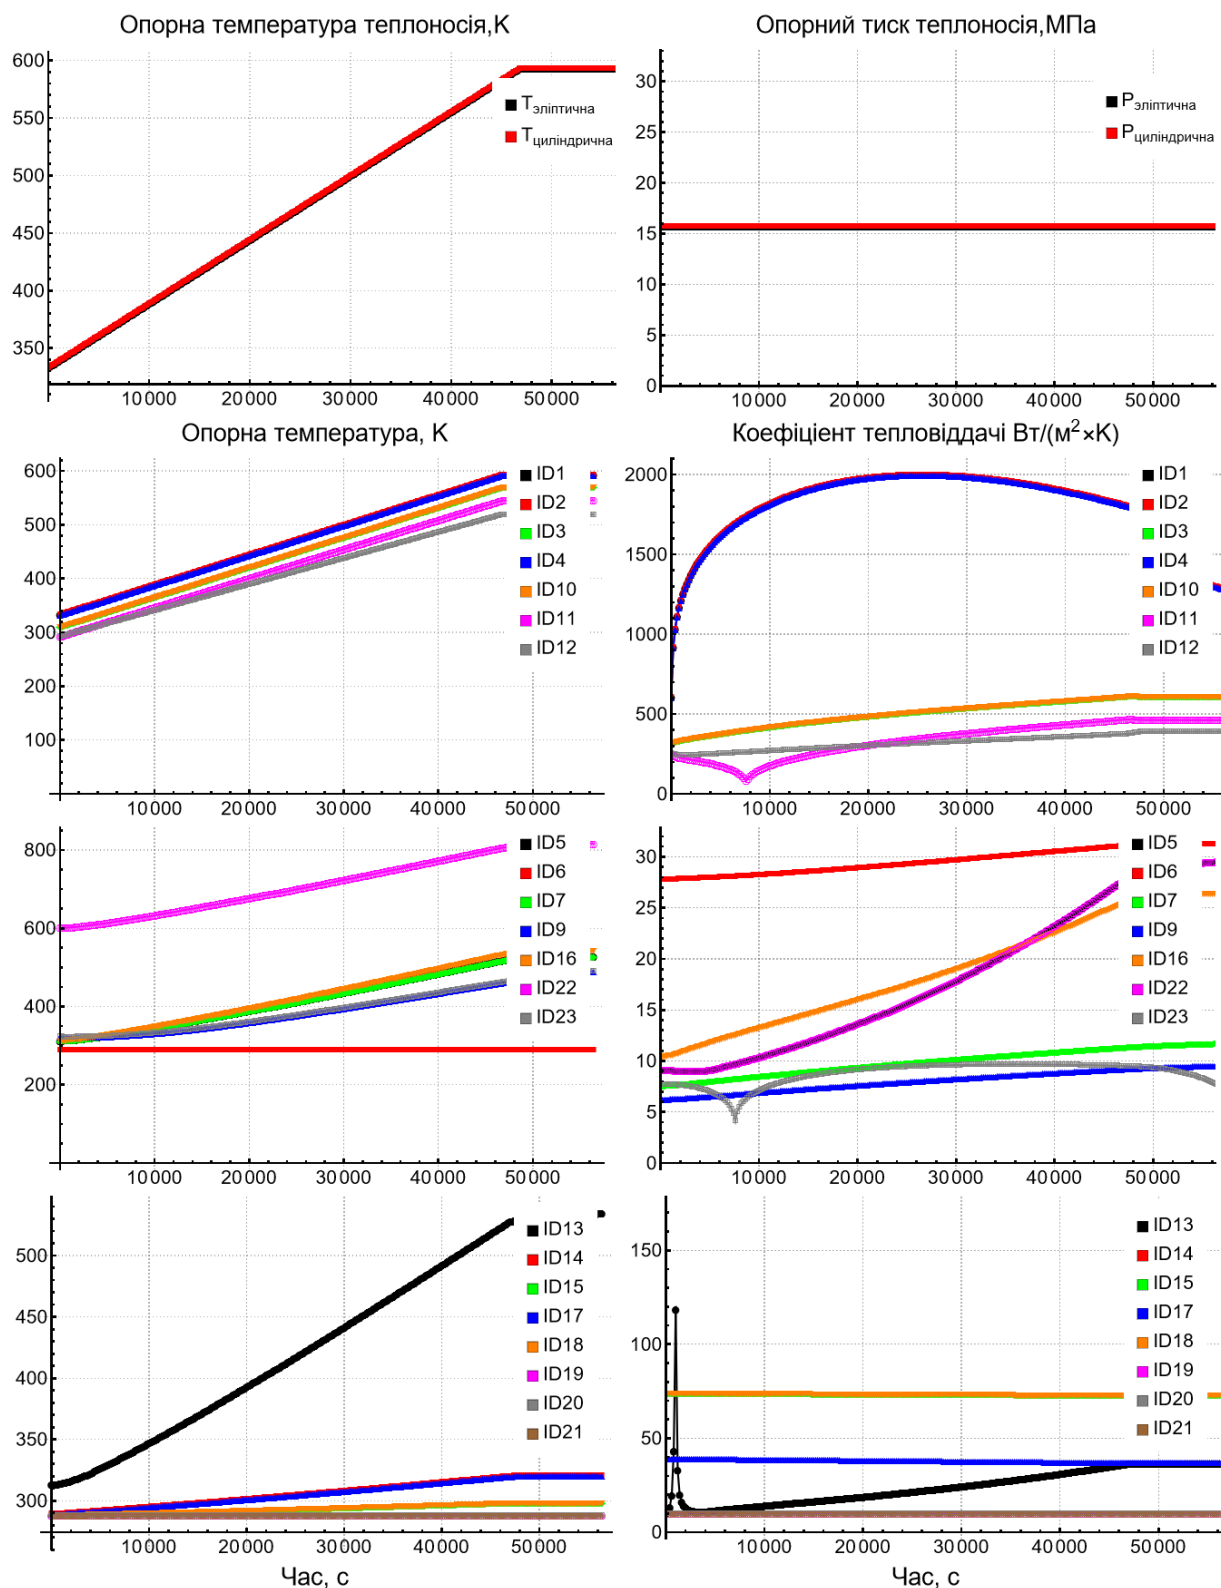 Опорна температура теплоносія,K
600
550
500
450
400
350
10000 20000 30000 40000 50000
Tэліптична
Tциліндрична
Опорний тиск теплоносія,МПа
30
25
20
15
10
5
0
10000 20000 30000 40000 50000
Pэліптична
Pциліндрична
Опорна температура, K
600
500
400
300
200
100
10000 20000 30000 40000 50000
ID1
ID2
ID3
ID4
ID10
ID11
ID12
Коефіціент тепловіддачі Вт/(м²×K)
2000
1500
1000
500
0
10000 20000 30000 40000 50000
ID1
ID2
ID3
ID4
ID10
ID11
ID12
800
600
400
200
10000 20000 30000 40000 50000
ID5
ID6
ID7
ID9
ID16
ID22
ID23
30
25
20
15
10
5
0
10000 20000 30000 40000 50000
ID5
ID6
ID7
ID9
ID16
ID22
ID23
500
450
400
350
300
10000 20000 30000 40000 50000
ID13
ID14
ID15
ID17
ID18
ID19
ID20
ID21
Час, с
150
100
50
0
10000 20000 30000 40000 50000
ID13
ID14
ID15
ID17
ID18
ID19
ID20
ID21
Час, с